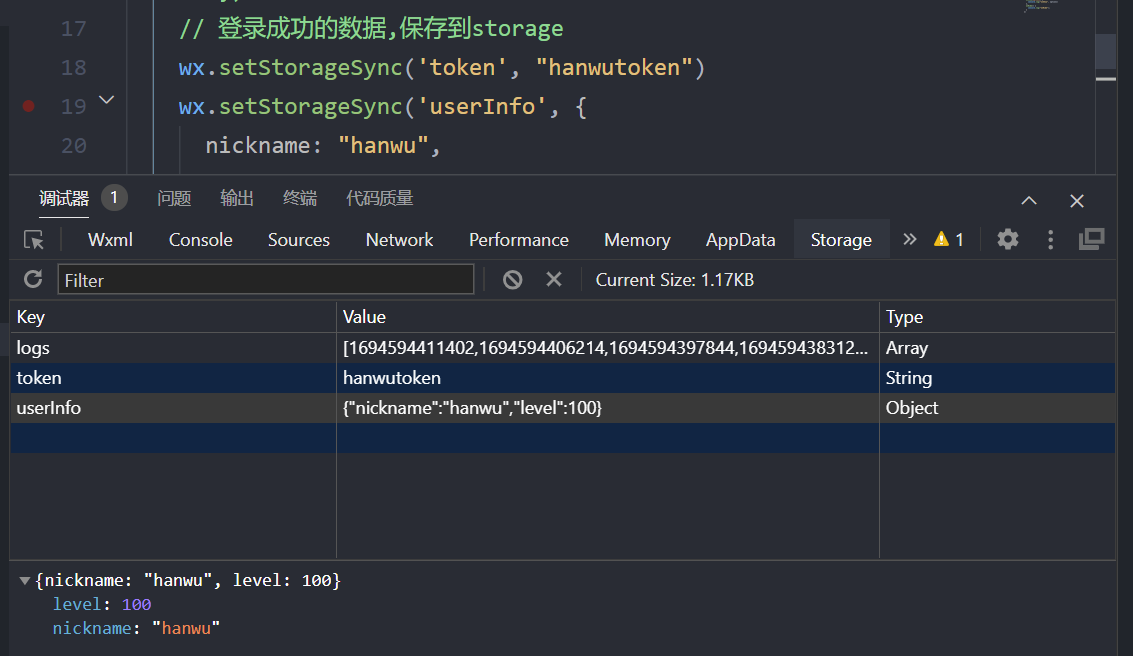 17
// 登录成功的数据,保存到storage
18 wx.setStorageSync('token', "hanwutoken")
19 wx.setStorageSync('userInfo', {
20 nickname: "hanwu",
调试器 1 问题 输出 终端 代码质量
Wxml Console Sources Network Performance Memory AppData Storage » 1
Filter Current Size: 1.17KB
Key Value Type
logs [1694594411402,1694594406214,1694594397844,169459438312... Array
token hanwutoken String
userInfo {"nickname":"hanwu","level":100} Object
{nickname: "hanwu", level: 100}
level: 100
nickname: "hanwu"